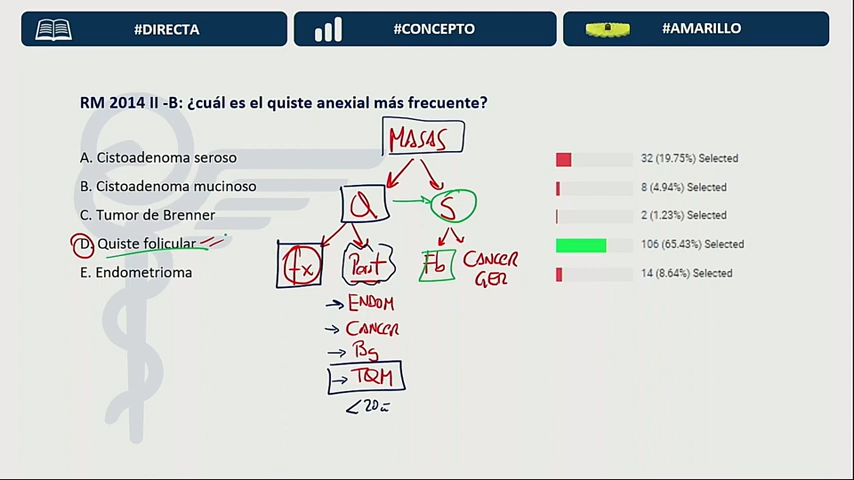 #DIRECTA
#CONCEPTO
#AMARILLO
RM 2014 II -B: ¿cuál es el quiste anexial más frecuente?
A. Cistoadenoma seroso
B. Cistoadenoma mucinoso
C. Tumor de Brenner
D. Quiste folicular
E. Endometrioma
MASAS
Q
S
fx
Fb
CANCER
GER
→ ENDOM
→ CANCER
→ Bg
→ TQM
32 (19.75%) Selected
8 (4.94%) Selected
2 (1.23%) Selected
106 (65.43%) Selected
14 (8.64%) Selected